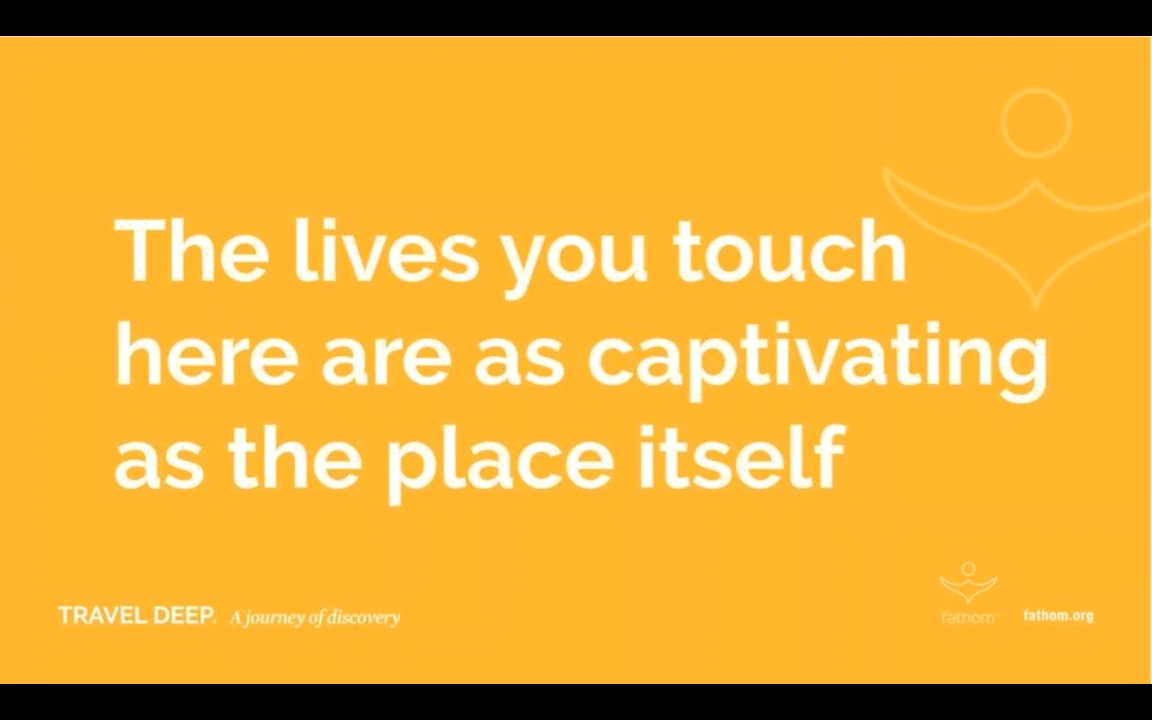 The lives you touch
here are as captivating
as the place itself
TRAVEL DEEP. A journey of discovery
fathom
fathom.org